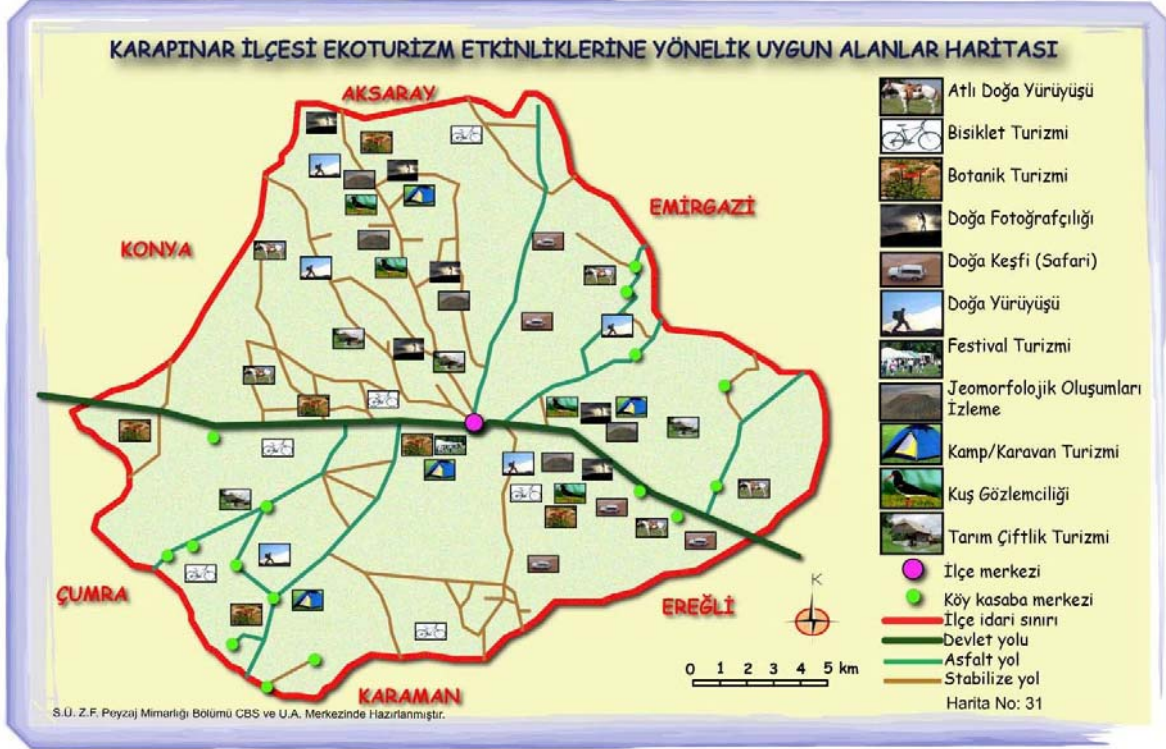 KARAPINAR İLÇESİ EKOTURİZM ETKİNLİKLERİNE YÖNELİK UYGUN ALANLAR HARİTASI
AKSARAY
EMİRGAZİ
KONYA
ÇUMRA
EREĞLİ
KARAMAN
Atlı Doğa Yürüyüşü
Bisiklet Turizmi
Botanik Turizmi
Doğa Fotoğrafçılığı
Doğa Keşfi (Safari)
Doğa Yürüyüşü
Festival Turizmi
Jeomorfolojik Oluşumları
İzleme
Kamp/Karavan Turizmi
Kuş Gözlemciliği
Tarım Çiftlik Turizmi
İlçe merkezi
Köy kasaba merkezi
İlçe idari sınırı
Devlet yolu
Asfalt yol
Stabilize yol
Harita No: 31
K
0 1 2 3 4 5 km
S.Ü. Z.F. Peyzaj Mimarlığı Bölümü CBS ve U.A. Merkezinde Hazırlanmıştır.